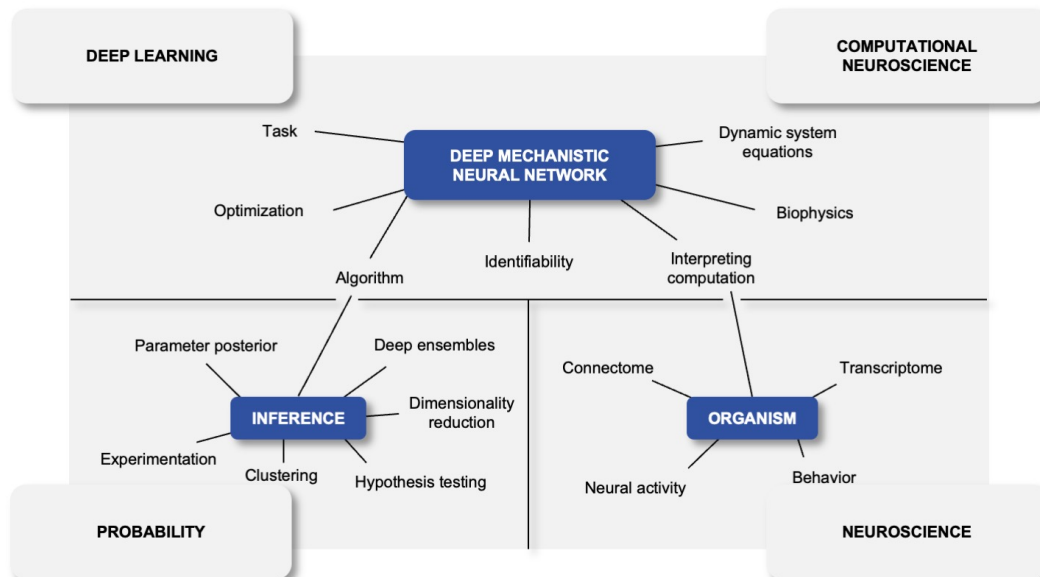 DEEP LEARNING
COMPUTATIONAL
NEUROSCIENCE
Task
DEEP MECHANISTIC
NEURAL NETWORK
Dynamic system
equations
Optimization
Biophysics
Identifiability
Algorithm
Interpreting
computation
Parameter posterior
Deep ensembles
INFERENCE
Dimensionality
reduction
Experimentation
Clustering
Hypothesis testing
Connectome
Transcriptome
ORGANISM
Neural activity
Behavior
PROBABILITY
NEUROSCIENCE